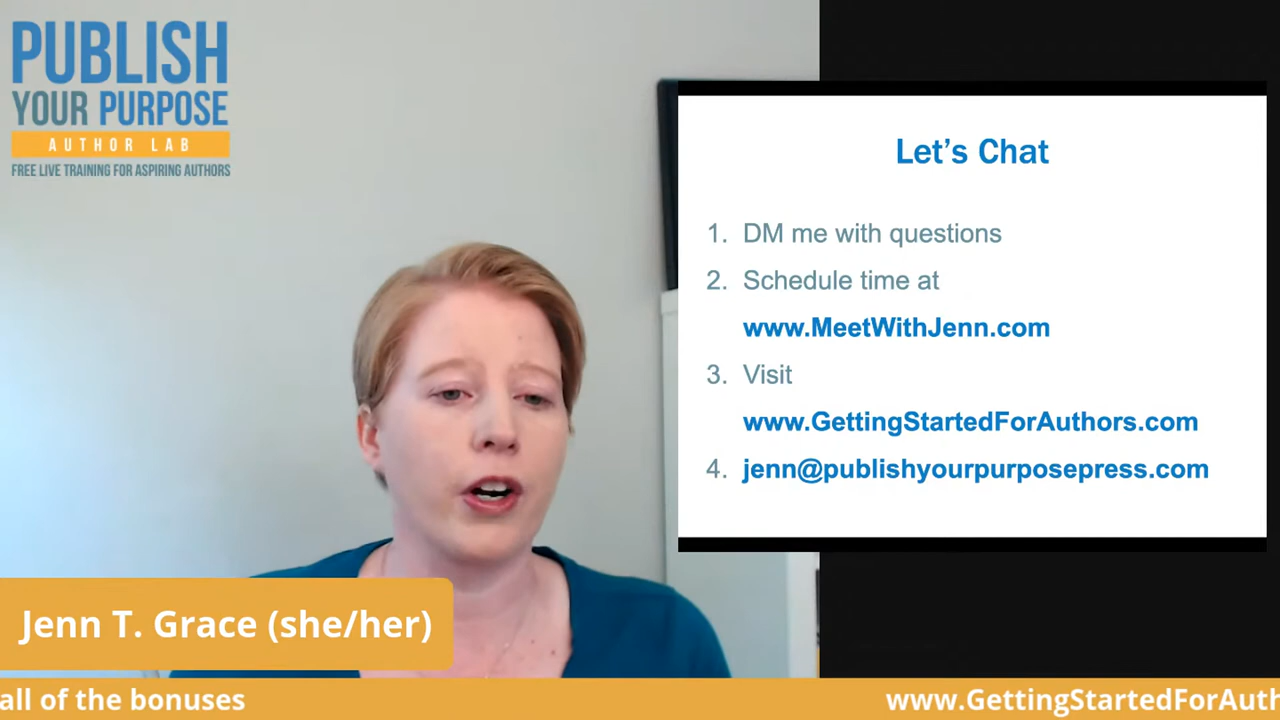 PUBLISH
YOUR PURPOSE
AUTHOR LAB
FREE LIVE TRAINING FOR ASPIRING AUTHORS
Let's Chat
1. DM me with questions
2. Schedule time at
www.MeetWithJenn.com
3. Visit
www.GettingStartedForAuthors.com
4. jenn@publishyourpurposepress.com
Jenn T. Grace (she/her)
all of the bonuses
www.GettingStartedForAuth